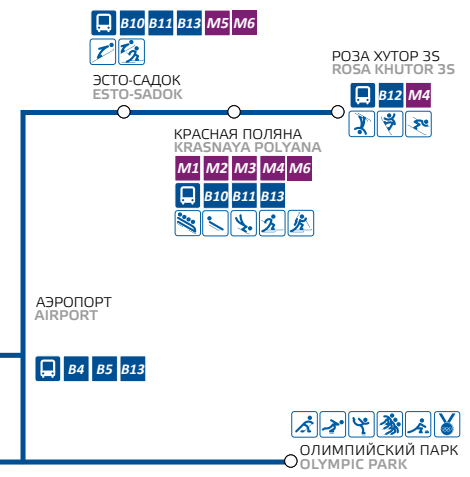 B10 B11 B13 M5 M6
ЭСТО-САДОК
ESTO-SADOK
РОЗА ХУТОР 3S
ROSA KHUTOR 3S
B12 M4
КРАСНАЯ ПОЛЯНА
KRASNAYA POLYANA
M1 M2 M3 M4 M6
B10 B11 B13
АЭРОПОРТ
AIRPORT
B4 B5 B13
ОЛИМПИЙСКИЙ ПАРК
OLYMPIC PARK